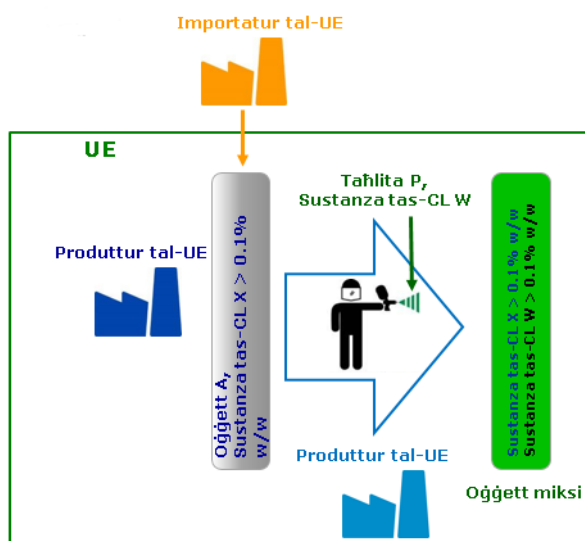 Importatur tal-UE
UE
Produttur tal-UE
Oġġett A,
Sustanza tas-CL X > 0.1%
M/M
Taħlita P,
Sustanza tas-CL W
Produttur tal-UE
Sustanza tas-CL X > 0.1% w/w
Sustanza tas-CL W > 0.1% w/w
Oġġett miksi